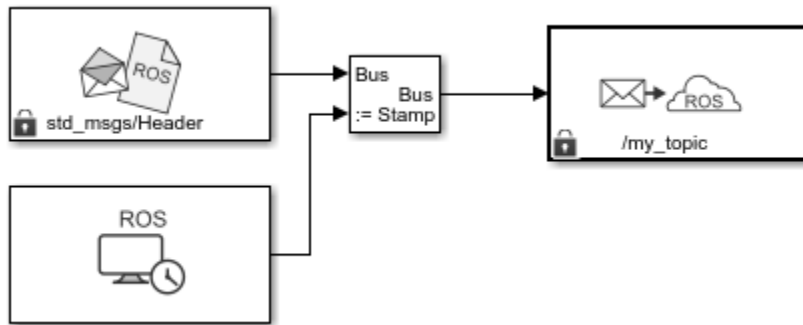 ROS
std_msgs/Header
Bus
Bus
:= Stamp
ROS
/my_topic
ROS